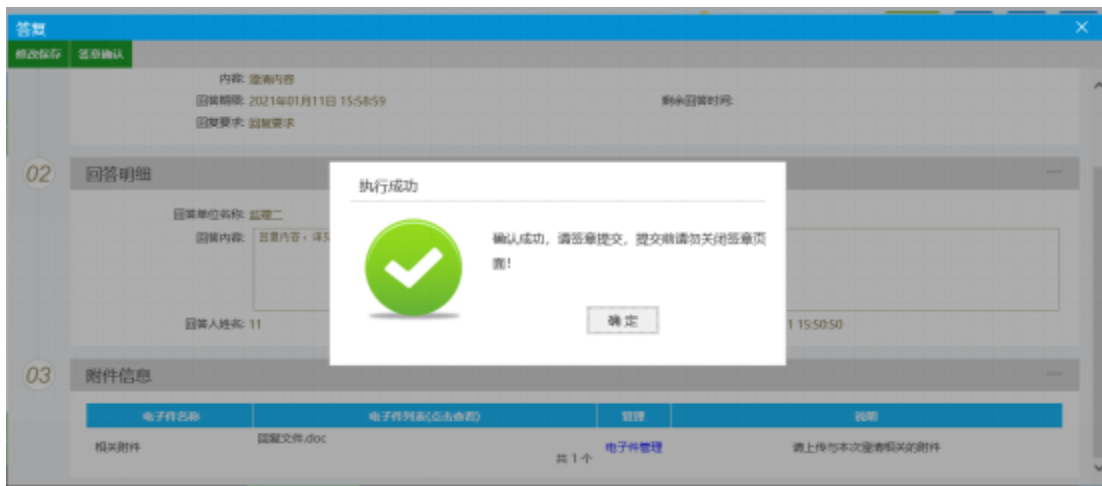 答复
修改保存 签章确认
内容: 澄清内容
回答期限: 2021年01月11日 15:58:59 剩余回答时间:
回复要求: 回复要求
02 回答明细
回答单位名称: 监理二
回答内容: 答复内容,详见
回答人姓名: 11 1 15:50:50
执行成功
确认成功,请签章提交,提交前请勿关闭签章页
面!
确定
03 附件信息
电子件名称 电子件列表(点击查看) 管理 说明
相关附件 回复文件.doc 共 1 个 电子件管理 请上传与本次澄清相关的附件